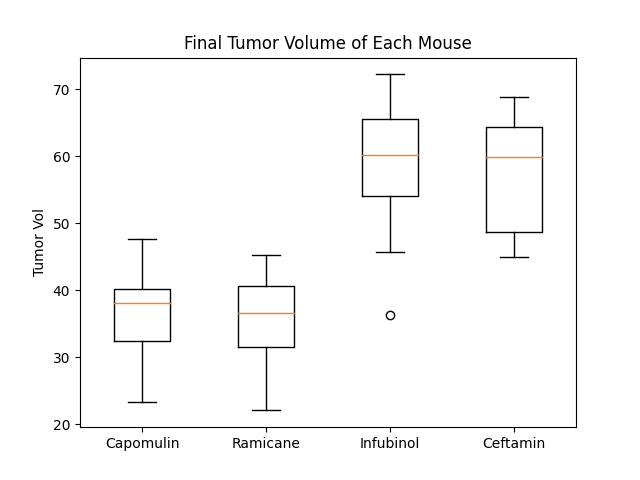 Final Tumor Volume of Each Mouse
Tumor Vol
70
60
50
40
30
20
Capomulin
Ramicane
Infubinol
Ceftamin